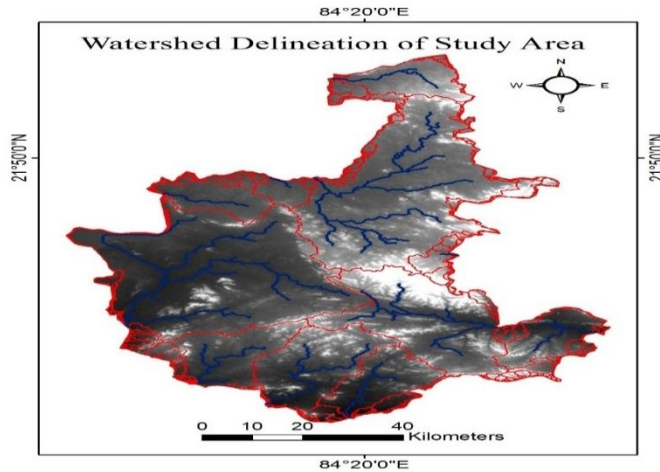 84°20'0"E
Watershed Delineation of Study Area
N
W E
S
21°50'0"N
21°50'0"N
0 10 20 40
Kilometers
84°20'0"E